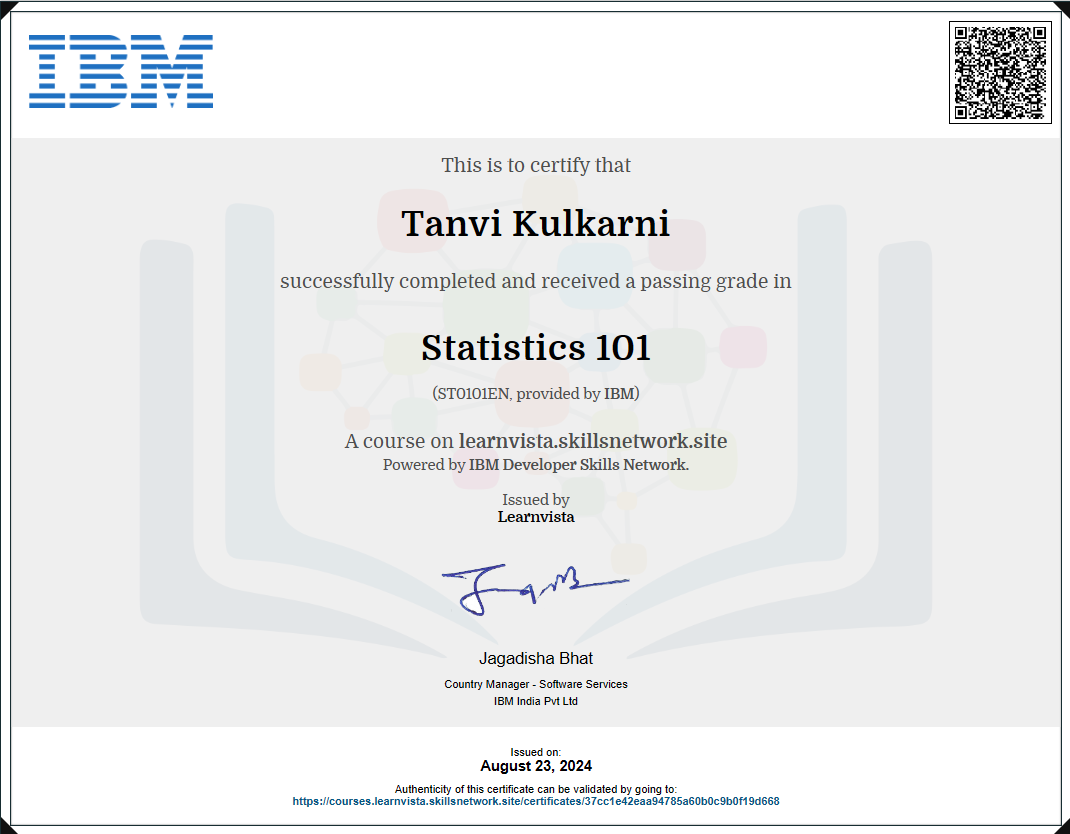 IBM
This is to certify that
Tanvi Kulkarni
successfully completed and received a passing grade in
Statistics 101
(ST0101EN, provided by IBM)
A course on learnvista.skillsnetwork.site
Powered by IBM Developer Skills Network.
Issued by
Learnvista
Jagadisha Bhat
Country Manager - Software Services
IBM India Pvt Ltd
Issued on:
August 23, 2024
Authenticity of this certificate can be validated by going to:
https://courses.learnvista.skillsnetwork.site/certificates/37cc1e42eaa94785a60b0c9b0f19d668